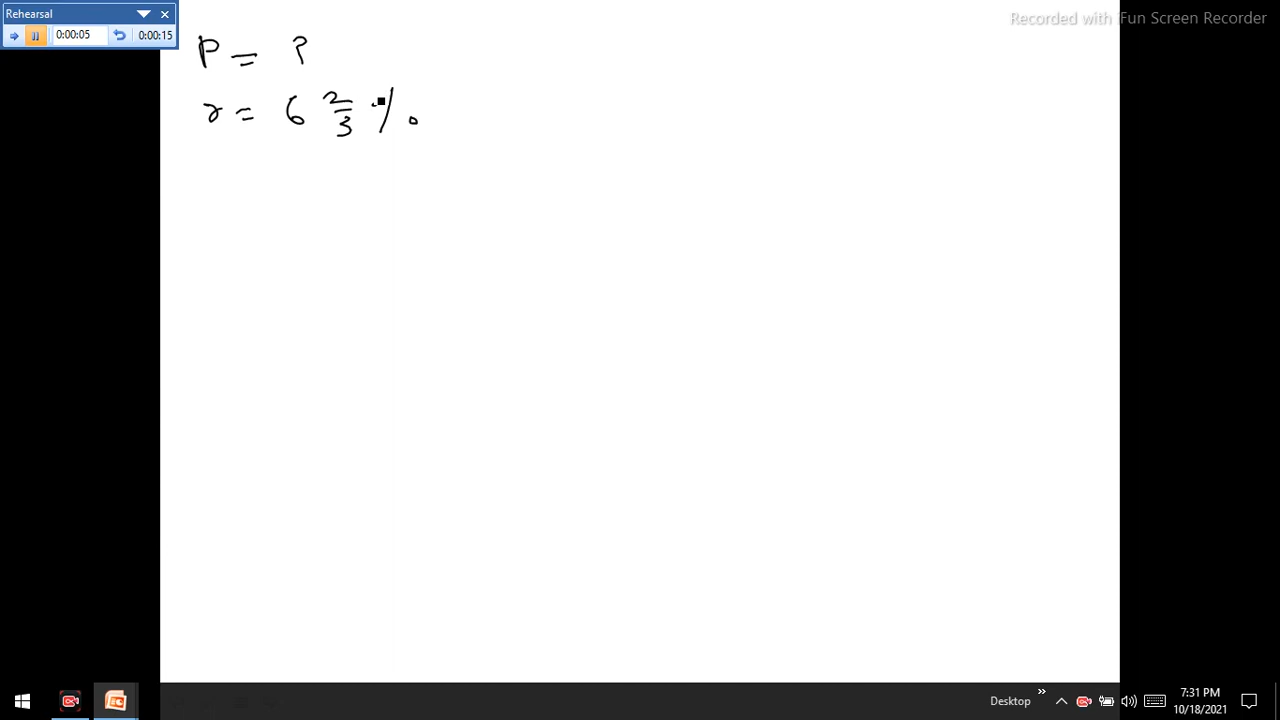 Rehearsal
0:00:05 0:00:15
Recorded with iFun Screen Recorder
P = ?
r = 6 2/3 %
Desktop
7:31 PM
10/18/2021